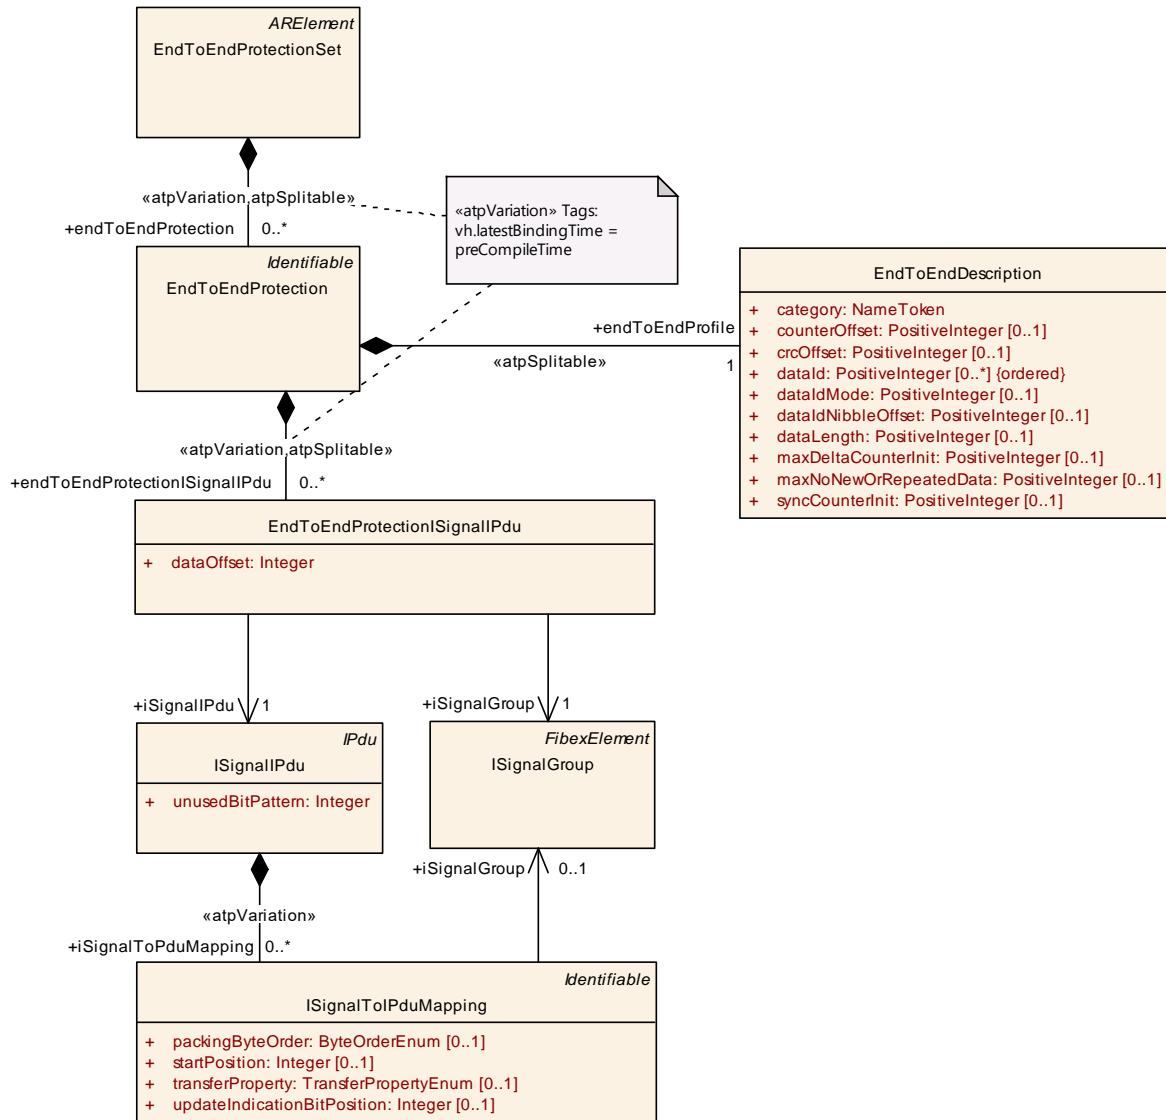 ARElement
EndToEndProtectionSet
«atpVariation,atpSplitable»
+endToEndProtection 0..*
«atpVariation» Tags:
vh.latestBindingTime =
preCompileTime
Identifiable
EndToEndProtection
+endToEndProfile
«atpSplitable»
1
EndToEndDescription
+ category: NameToken
+ counterOffset: PositiveInteger [0..1]
+ crcOffset: PositiveInteger [0..1]
+ dataId: PositiveInteger [0..*] {ordered}
+ dataIdMode: PositiveInteger [0..1]
+ dataIdNibbleOffset: PositiveInteger [0..1]
+ dataLength: PositiveInteger [0..1]
+ maxDeltaCounterInit: PositiveInteger [0..1]
+ maxNoNewOrRepeatedData: PositiveInteger [0..1]
+ syncCounterInit: PositiveInteger [0..1]
«atpVariation,atpSplitable»
+endToEndProtectionISignalIPdu 0..*
EndToEndProtectionISignalIPdu
+ dataOffset: Integer
+iSignalIPdu 1
+iSignalGroup 1
IPdu
ISignalIPdu
+ unusedBitPattern: Integer
FibexElement
ISignalGroup
+iSignalGroup 0..1
«atpVariation»
+iSignalToPduMapping 0..*
Identifiable
ISignalToIPduMapping
+ packingByteOrder: ByteOrderEnum [0..1]
+ startPosition: Integer [0..1]
+ transferProperty: TransferPropertyEnum [0..1]
+ updateIndicationBitPosition: Integer [0..1]